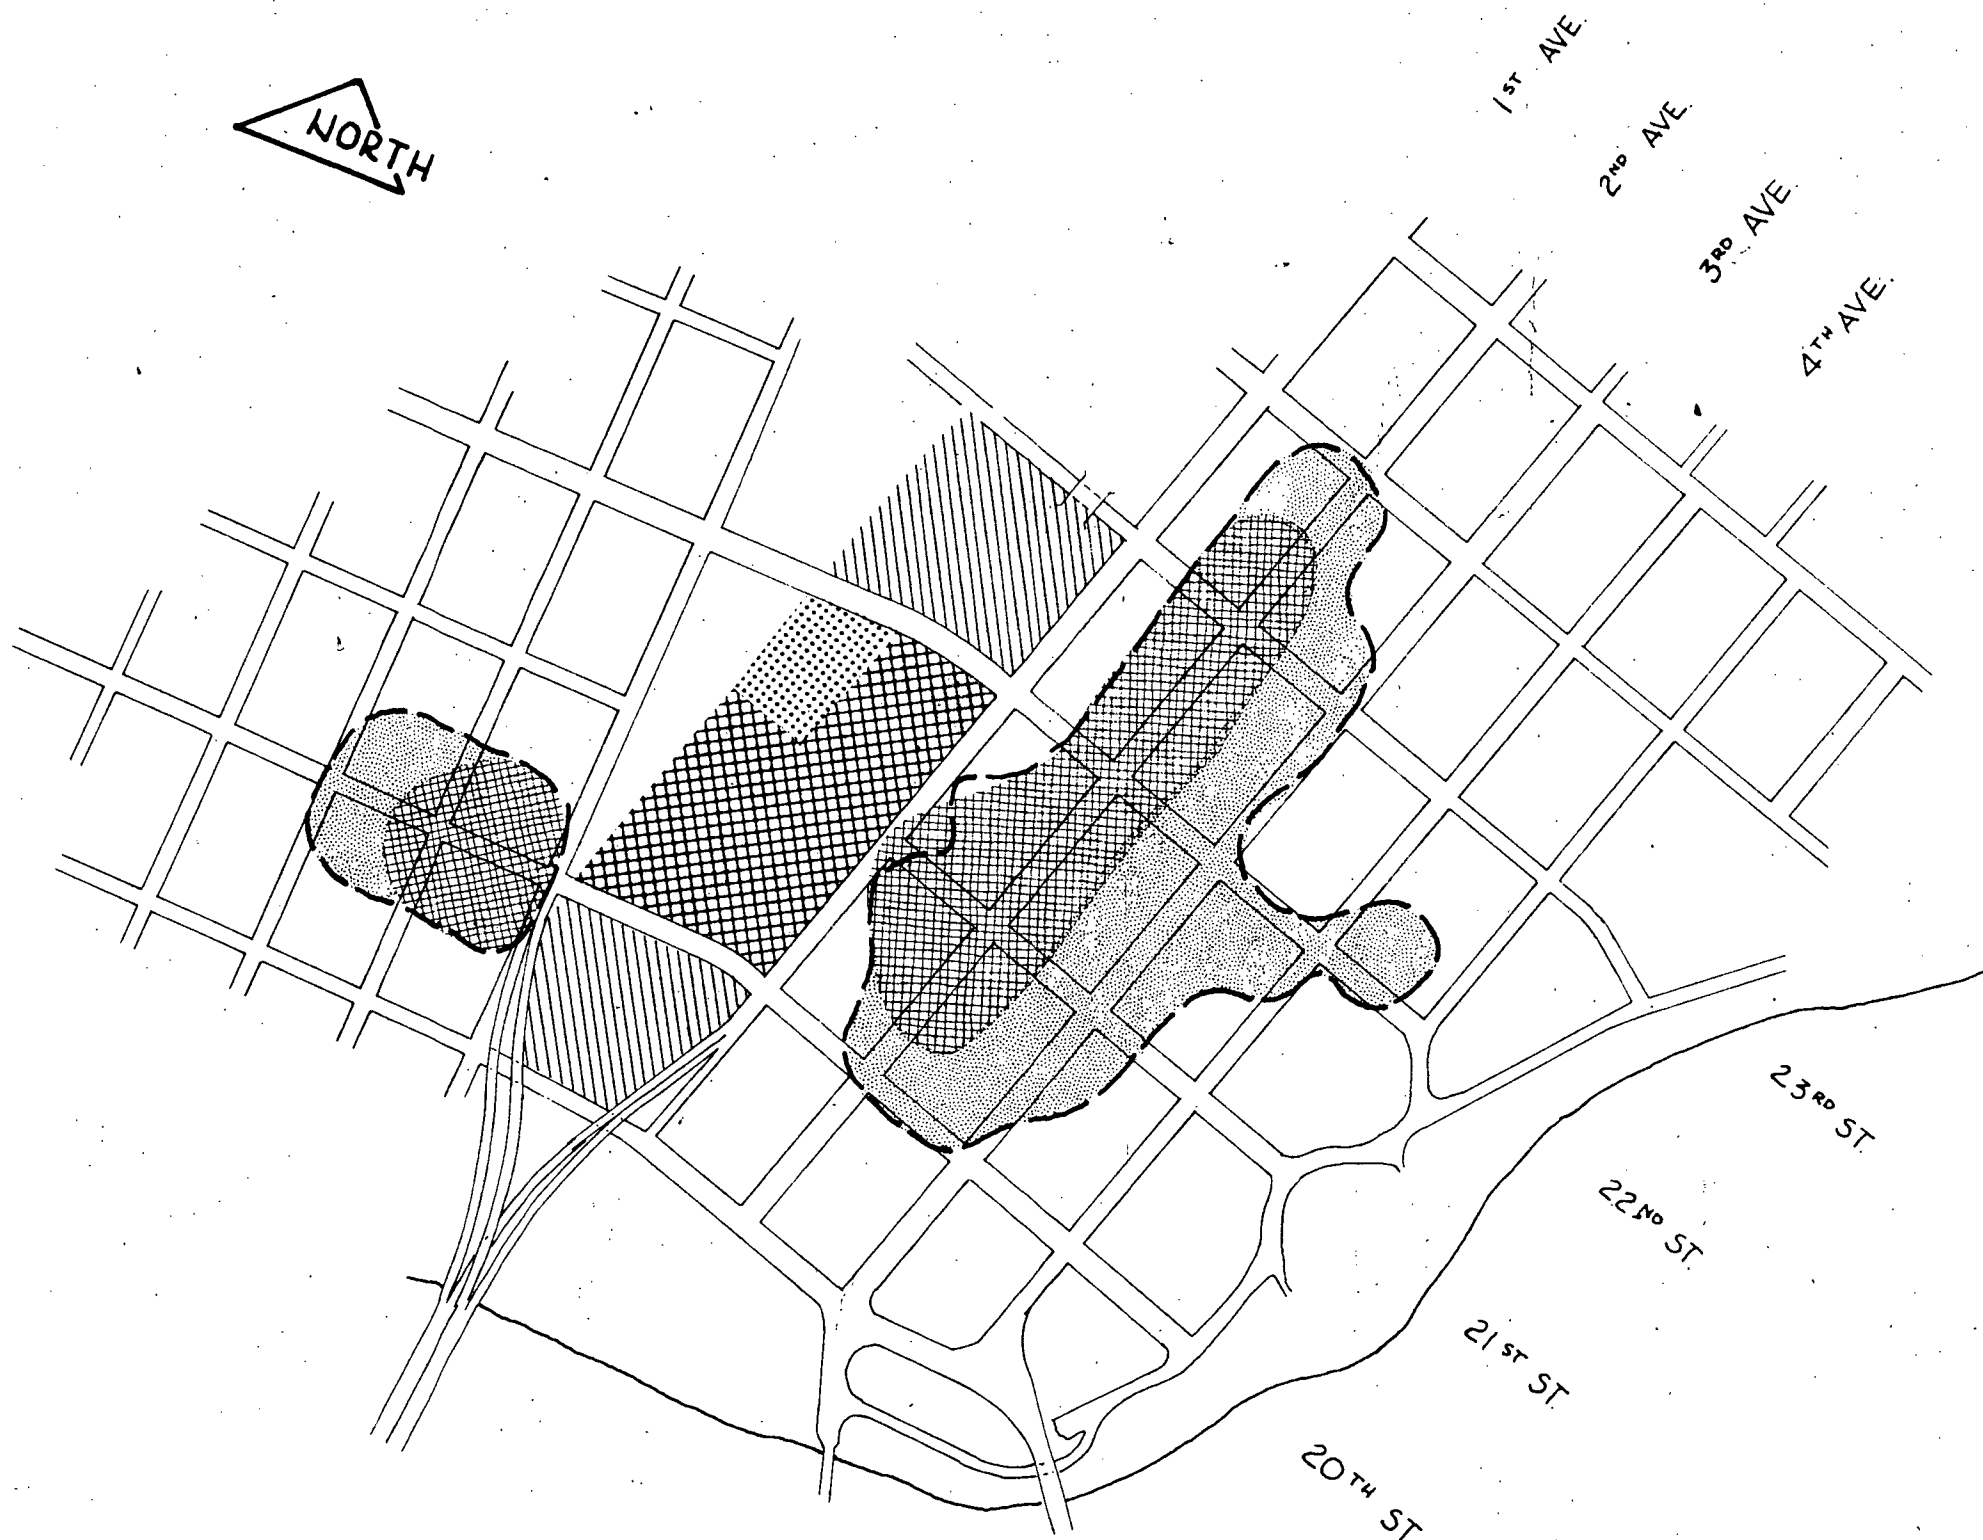 NORTH
1ST AVE.
2ND AVE.
3RD AVE.
4TH AVE.
23RD ST.
22ND ST.
21ST ST.
20TH ST